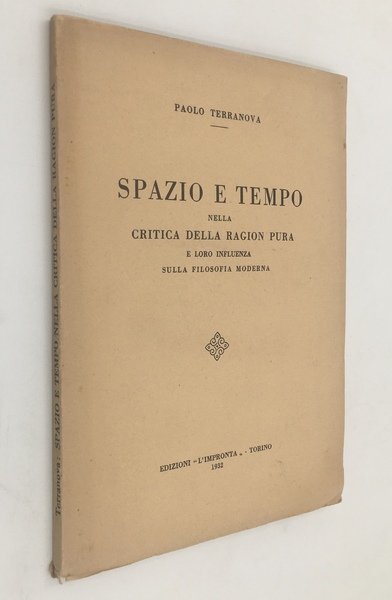 PAOLO TERRANOVA
SPAZIO E TEMPO
NELLA
CRITICA DELLA RAGION PURA
E LORO INFLUENZA
SULLA FILOSOFIA MODERNA
EDIZIONI "L'IMPRONTA„ - TORINO
1932
Terranova: SPAZIO E TEMPO NELLA CRITICA DELLA RAGION PURA